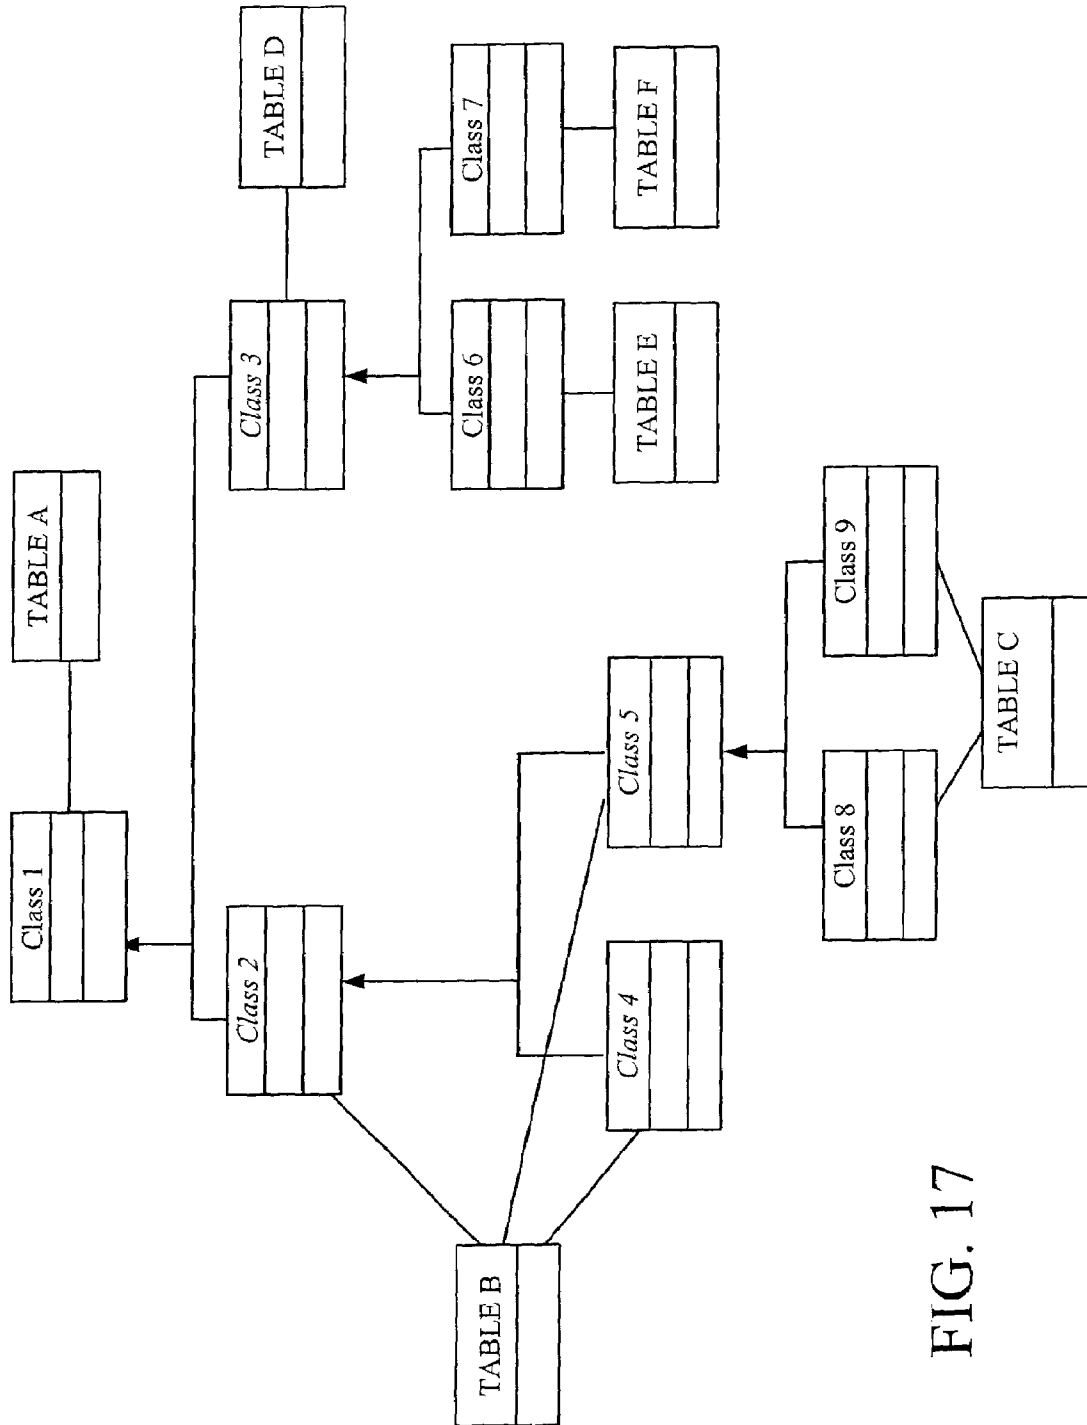 Class 1
TABLE A
Class 2
Class 3
TABLE D
TABLE B
Class 4
Class 5
Class 6
Class 7
TABLE E
TABLE F
Class 8
Class 9
TABLE C
FIG. 17